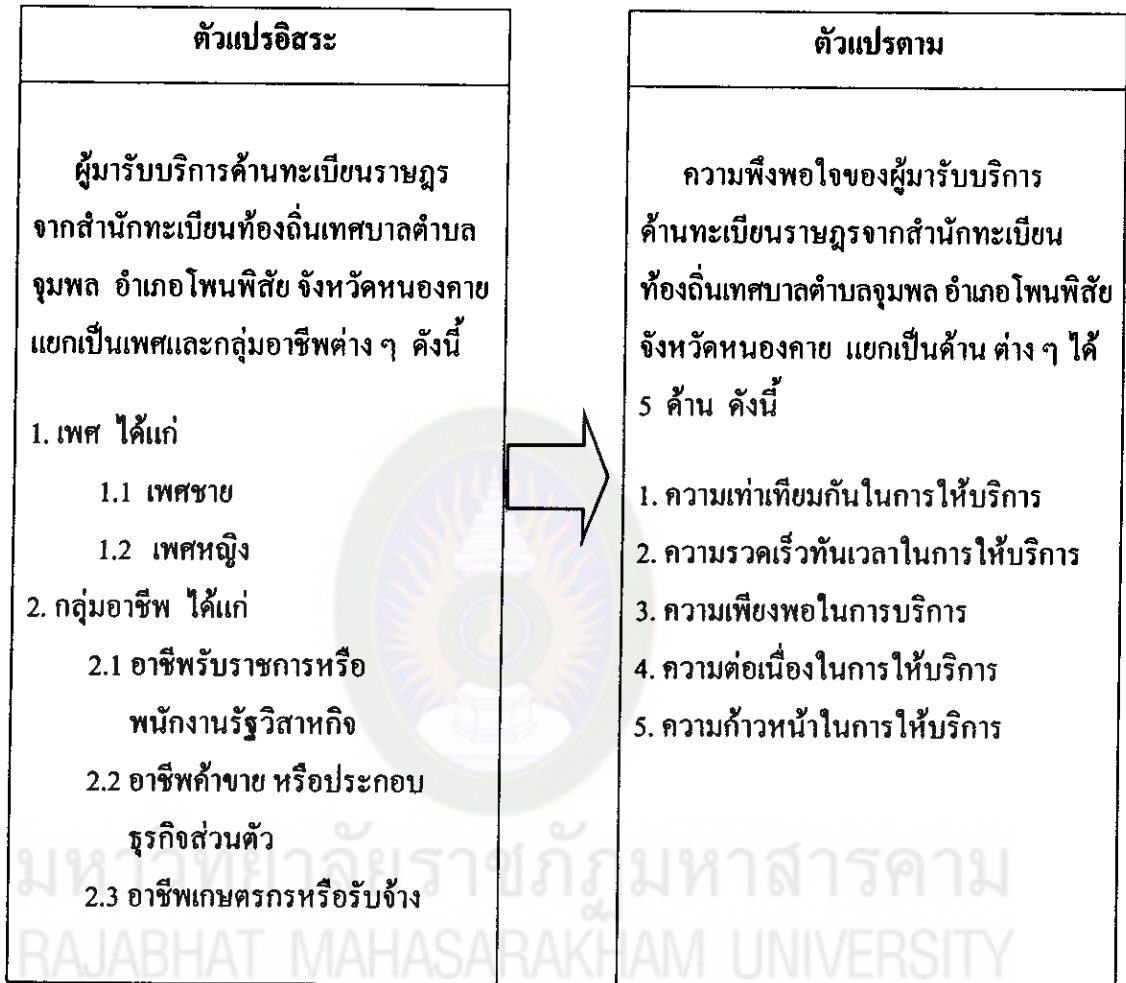 ตัวแปรอิสระ
ผู้มารับบริการด้านทะเบียนราษฎร
จากสำนักทะเบียนท้องถิ่นเทศบาลตำบล
จุมพล อำเภอโพนพิสัย จังหวัดหนองคาย
แยกเป็นเพศและกลุ่มอาชีพต่าง ๆ ดังนี้
1. เพศ ได้แก่
1.1 เพศชาย
1.2 เพศหญิง
2. กลุ่มอาชีพ ได้แก่
2.1 อาชีพรับราชการหรือ
พนักงานรัฐวิสาหกิจ
2.2 อาชีพค้าขาย หรือประกอบ
ธุรกิจส่วนตัว
2.3 อาชีพเกษตรกรหรือรับจ้าง
ตัวแปรตาม
ความพึงพอใจของผู้มารับบริการ
ด้านทะเบียนราษฎรจากสำนักทะเบียน
ท้องถิ่นเทศบาลตำบลจุมพล อำเภอโพนพิสัย
จังหวัดหนองคาย แยกเป็นด้าน ต่าง ๆ ได้
5 ด้าน ดังนี้
1. ความเท่าเทียมกันในการให้บริการ
2. ความรวดเร็วทันเวลาในการให้บริการ
3. ความเพียงพอในการบริการ
4. ความต่อเนื่องในการให้บริการ
5. ความก้าวหน้าในการให้บริการ
มหาวิทยาลัยราชภัฏมหาสารคาม
RAJABHAT MAHASARAKHAM UNIVERSITY